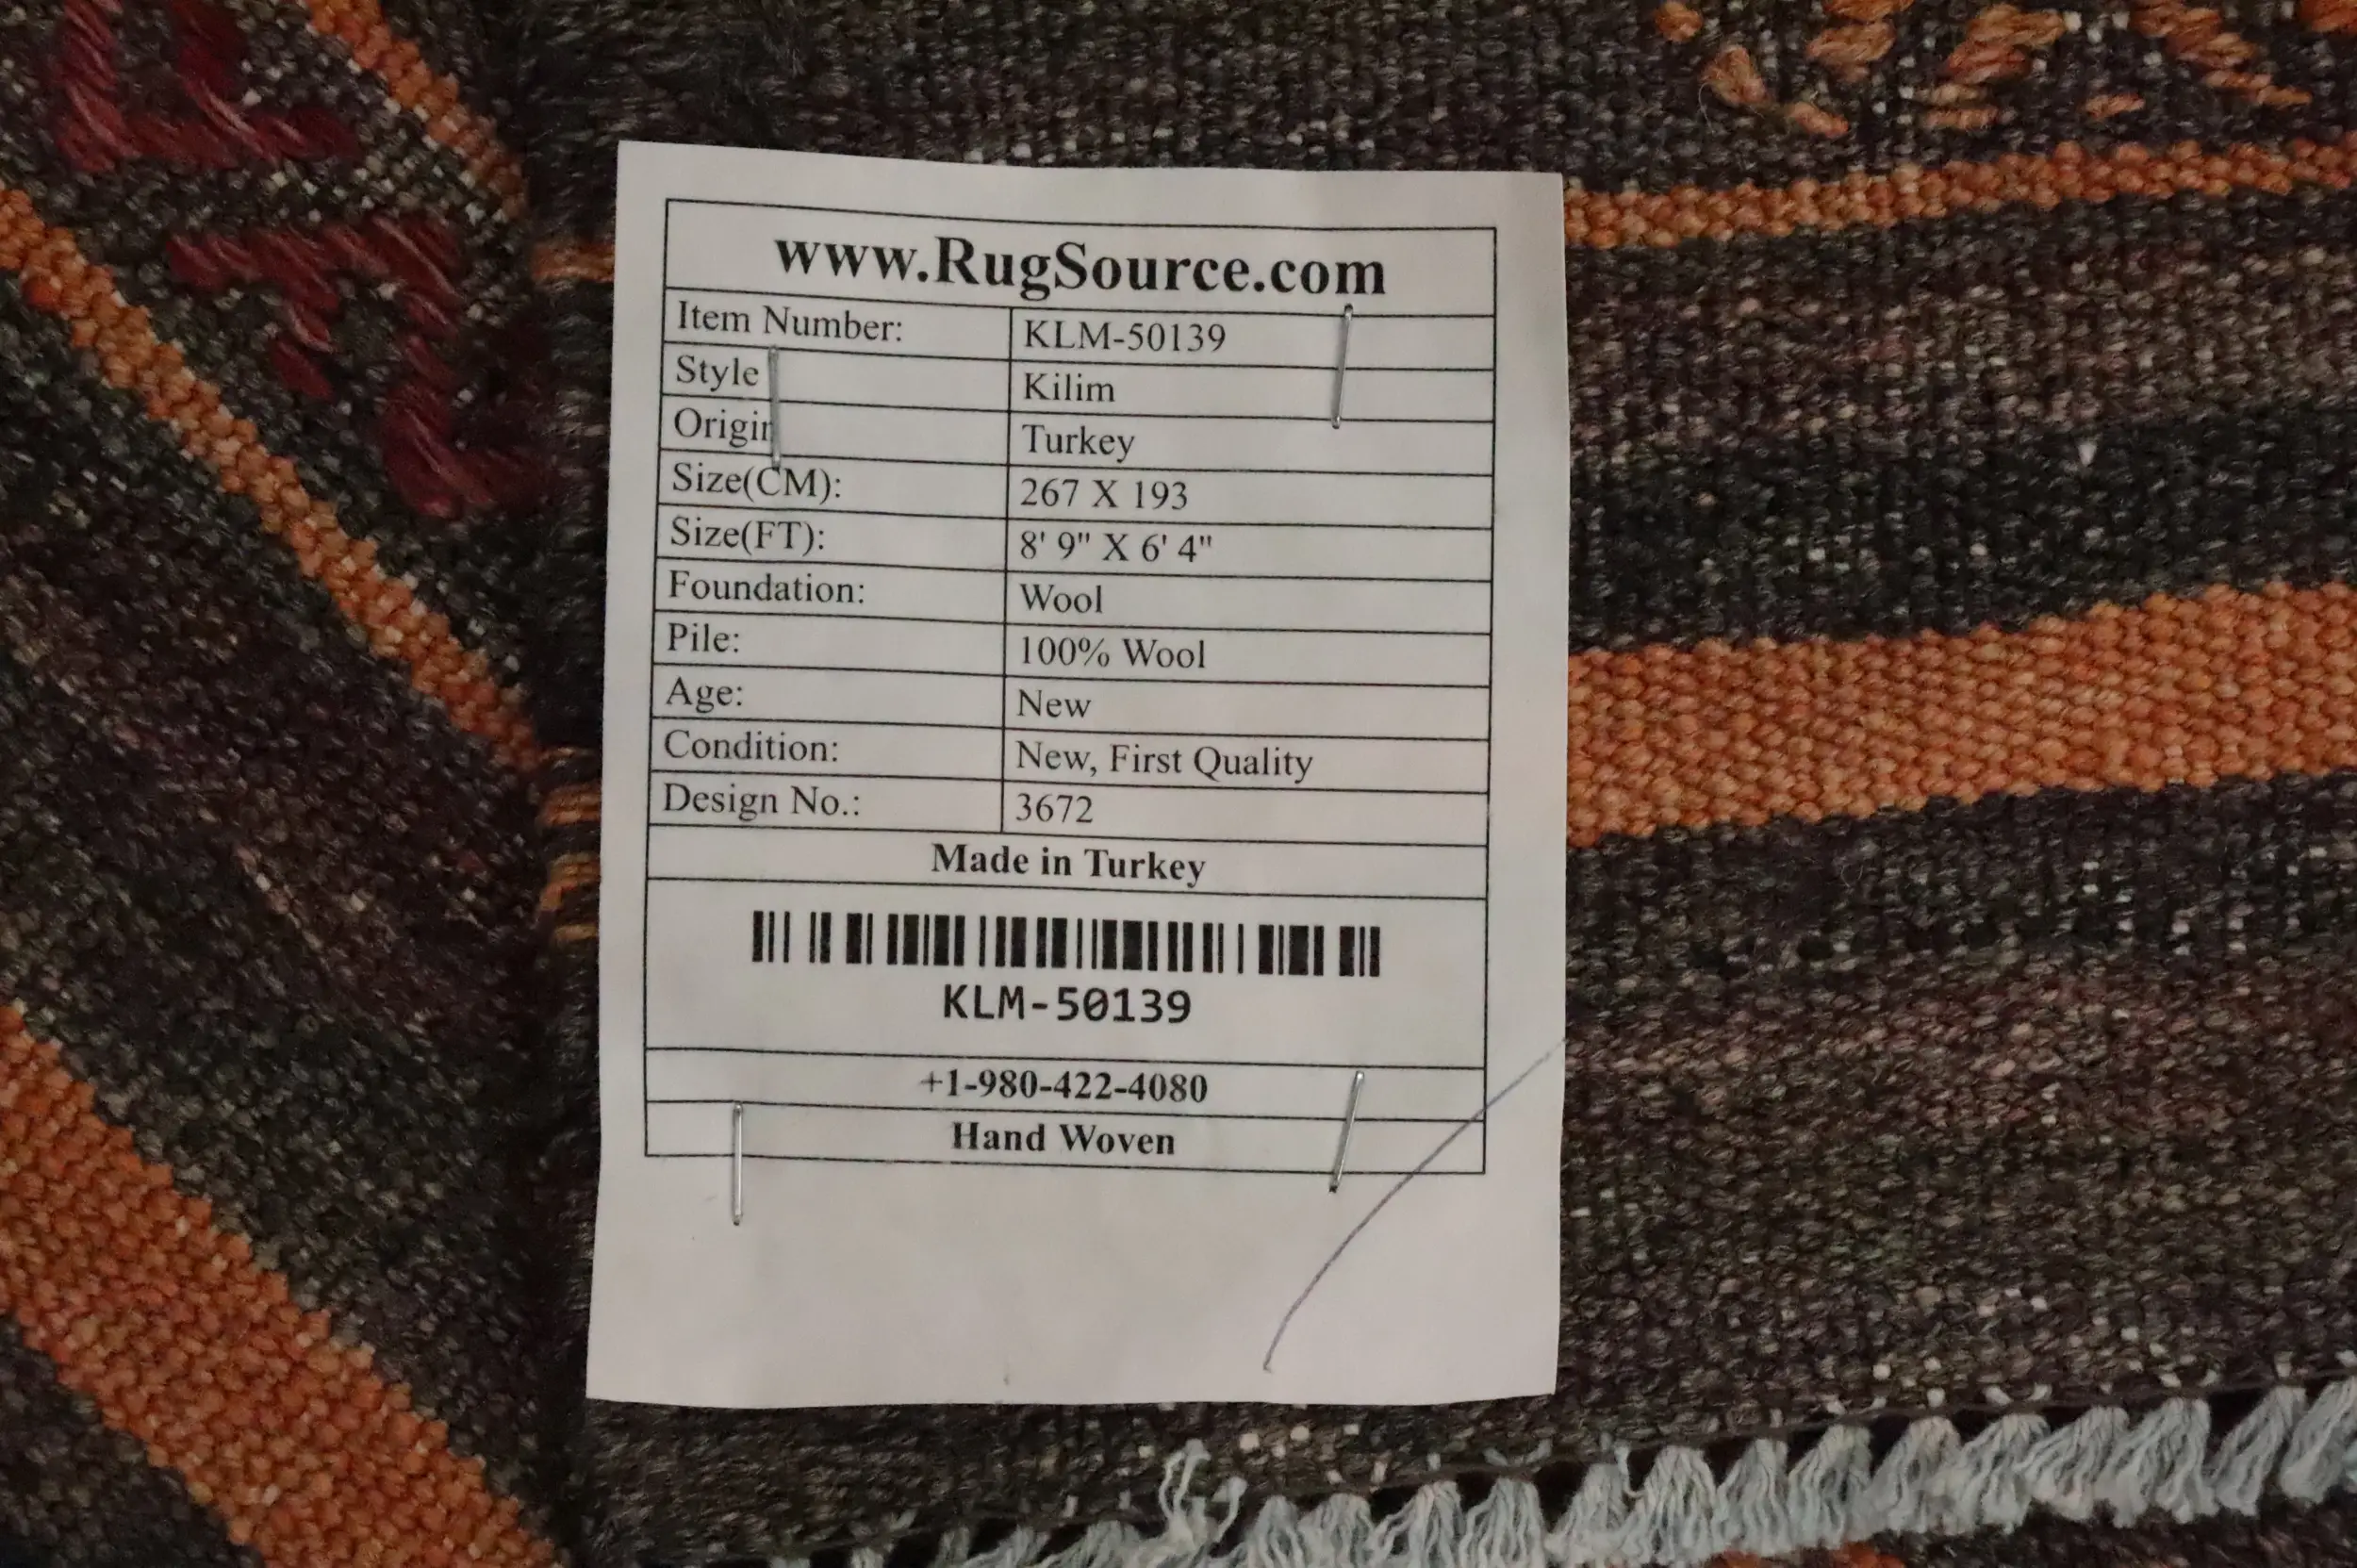 www.RugSource.com
Item Number: KLM-50139
Style Kilim
Origin Turkey
Size(CM): 267 X 193
Size(FT): 8' 9" X 6' 4"
Foundation: Wool
Pile: 100% Wool
Age: New
Condition: New, First Quality
Design No.: 3672
Made in Turkey
KLM-50139
+1-980-422-4080
Hand Woven